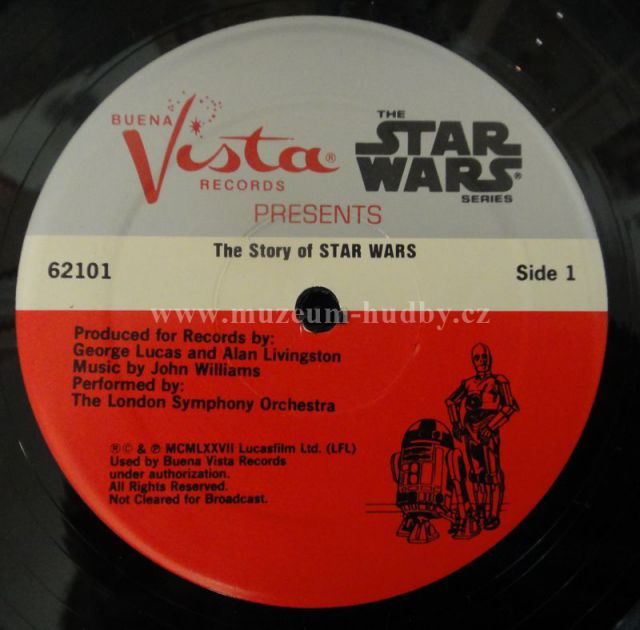 BUENA
Vista®
RECORDS
THE
STAR
WARS®
SERIES
PRESENTS
The Story of STAR WARS
62101
Side 1
www.muzeum-hudby.cz
Produced for Records by:
George Lucas and Alan Livingston
Music by John Williams
Performed by:
The London Symphony Orchestra
®© & ℗ MCMLXXVII Lucasfilm Ltd. (LFL)
Used by Buena Vista Records
under authorization.
All Rights Reserved.
Not Cleared for Broadcast.